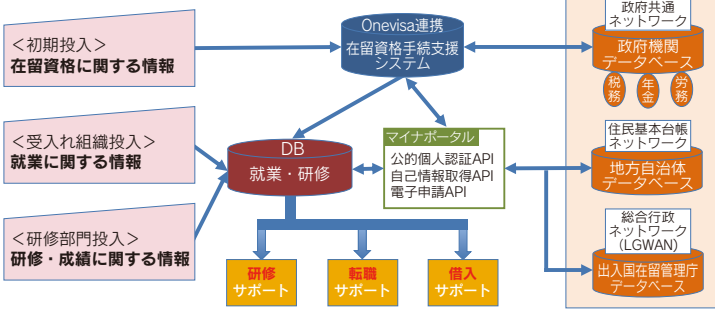 ＜初期投入＞
在留資格に関する情報
＜受入れ組織投入＞
就業に関する情報
＜研修部門投入＞
研修・成績に関する情報
Onevisa連携
在留資格手続支援
システム
DB
就業・研修
マイナポータル
公的個人認証API
自己情報取得API
電子申請API
研修
サポート
転職
サポート
借入
サポート
政府共通
ネットワーク
政府機関
データベース
税務
年金
労務
住民基本台帳
ネットワーク
地方自治体
データベース
総合行政
ネットワーク
（LGWAN）
出入国在留管理庁
データベース